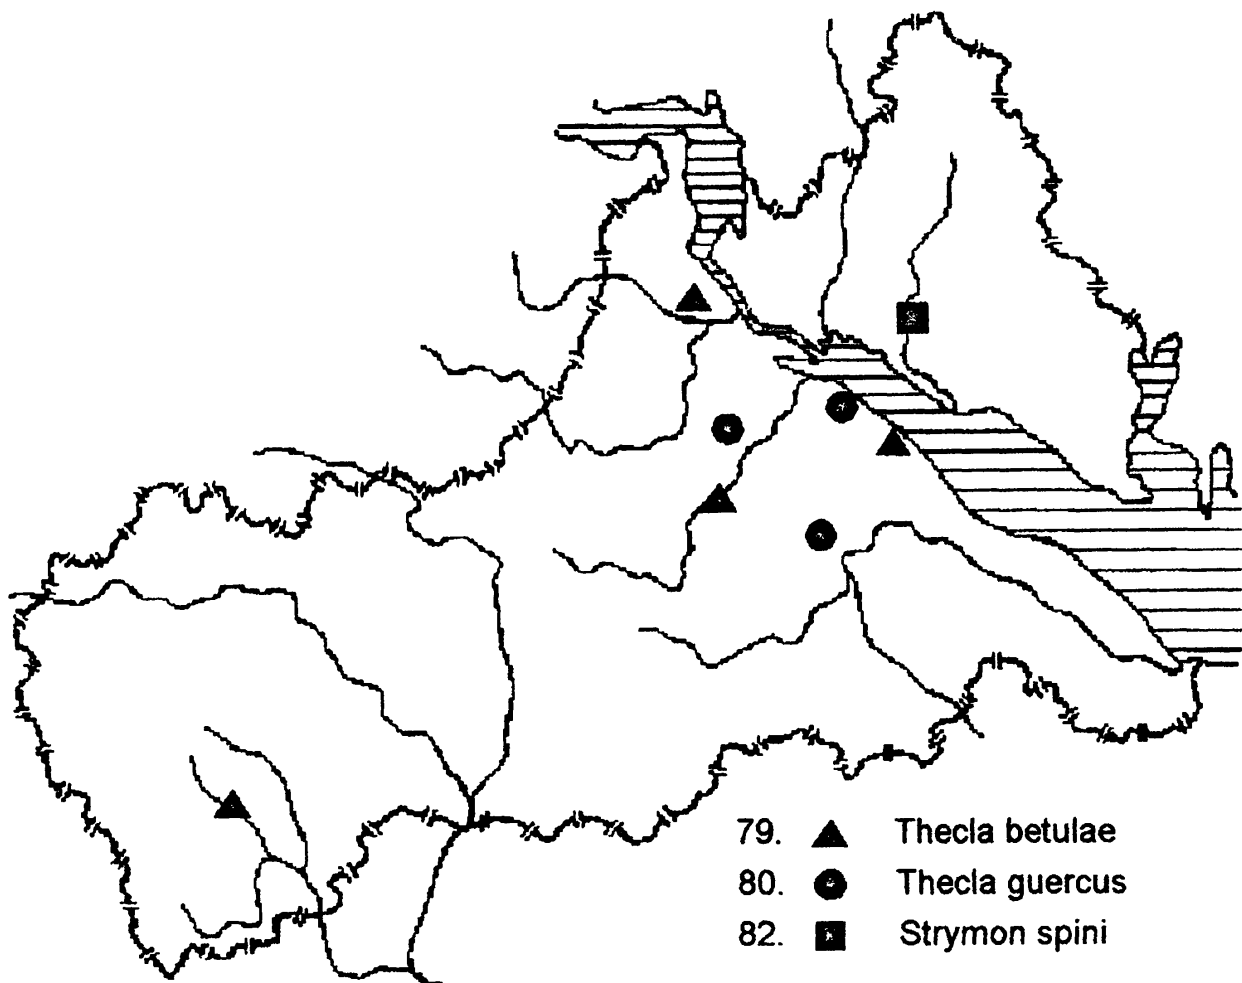 79. Thecla betulae
80. Thecla guercus
82. Strymon spini